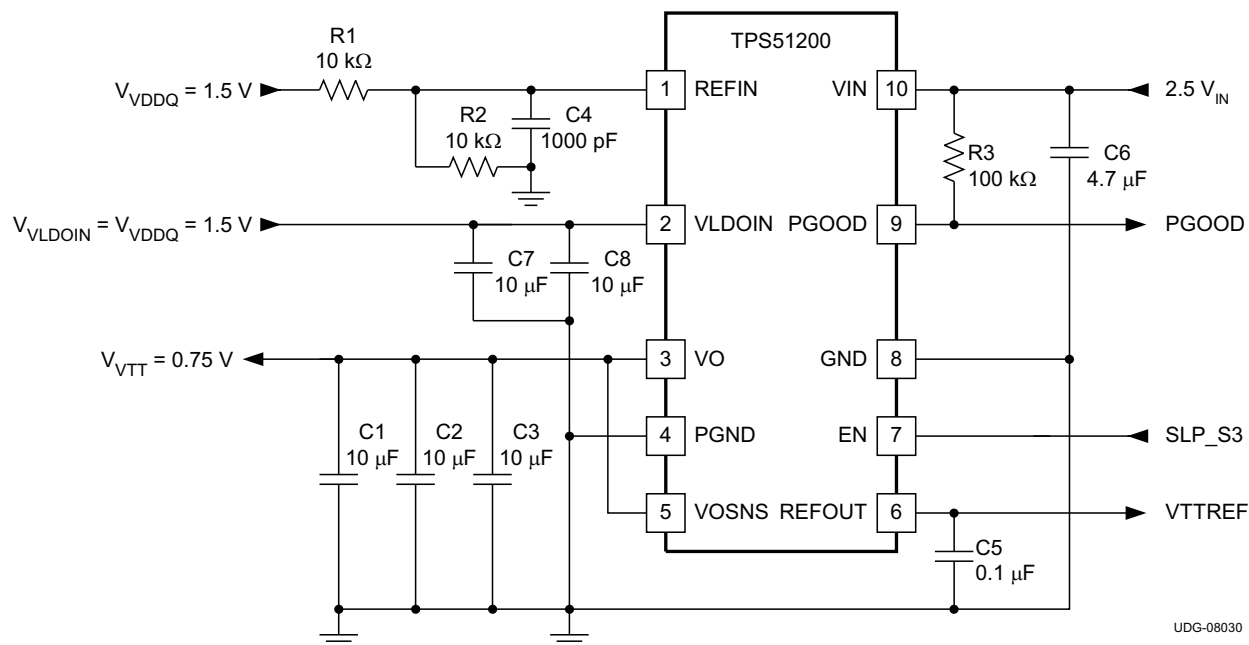 TPS51200
R1
10 kΩ
V_VDDQ = 1.5 V
1
REFIN
VIN
10
2.5 V_IN
R2
10 kΩ
C4
1000 pF
R3
100 kΩ
C6
4.7 μF
V_VLDOIN = V_VDDQ = 1.5 V
2
VLDOIN
PGOOD
9
PGOOD
C7
10 μF
C8
10 μF
V_VTT = 0.75 V
3
VO
GND
8
C1
10 μF
C2
10 μF
C3
10 μF
4
PGND
EN
7
SLP_S3
5
VOSNS
REFOUT
6
VTTREF
C5
0.1 μF
UDG-08030